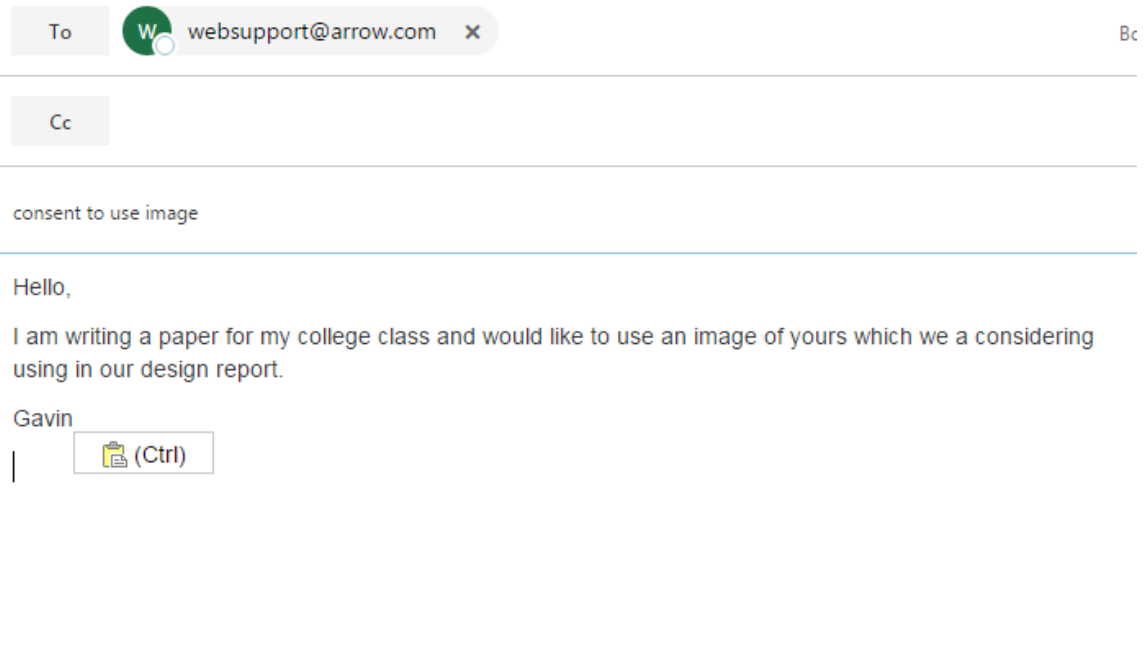 To W websupport@arrow.com ×
Cc
consent to use image
Hello,
I am writing a paper for my college class and would like to use an image of yours which we a considering
using in our design report.
Gavin
(Ctrl)